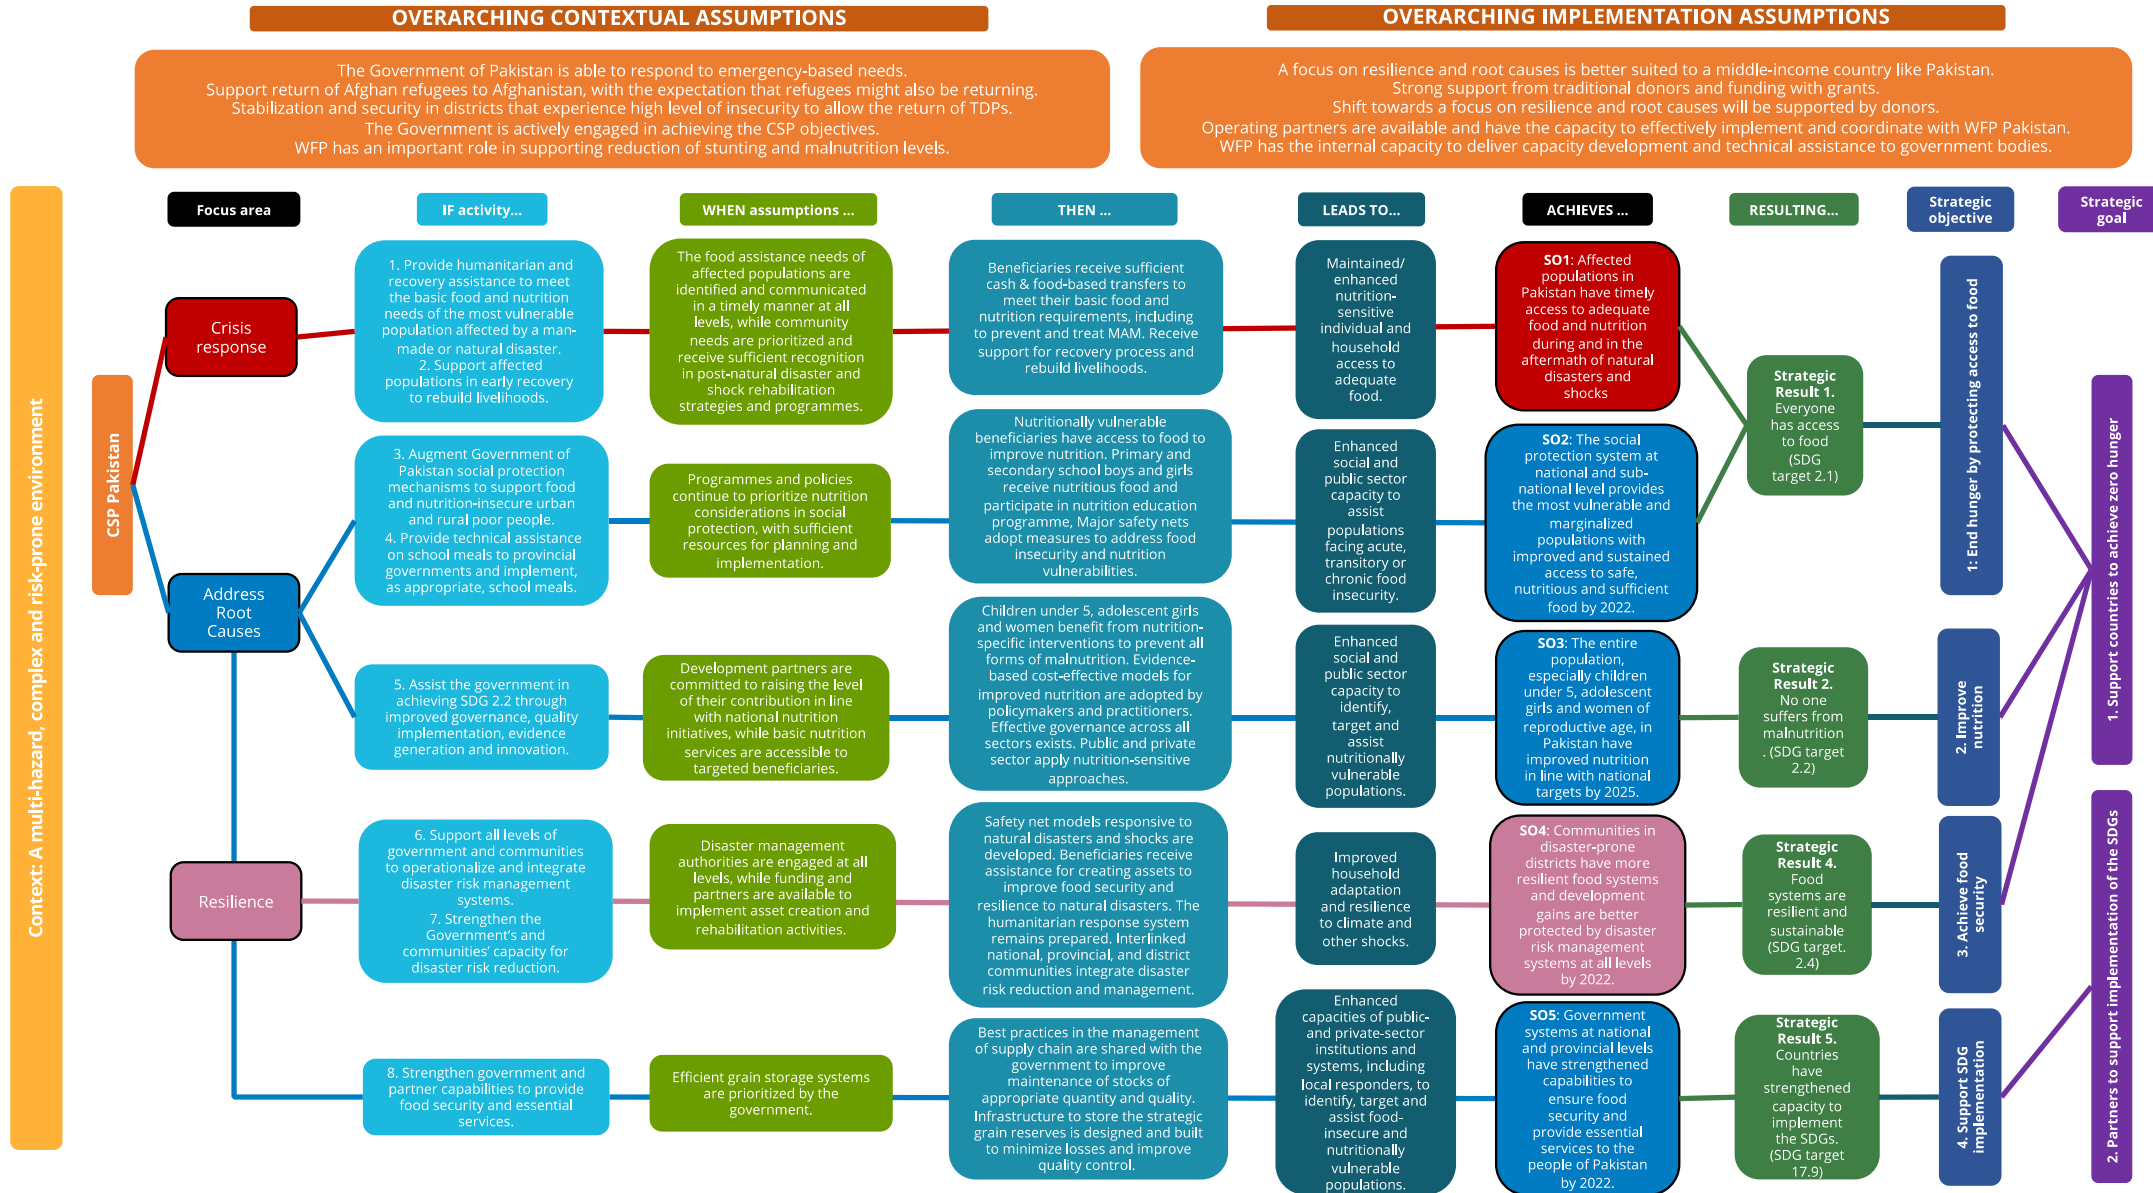 OVERARCHING CONTEXTUAL ASSUMPTIONS
The Government of Pakistan is able to respond to emergency-based needs.
Support return of Afghan refugees to Afghanistan, with the expectation that refugees might also be returning.
Stabilization and security in districts that experience high level of insecurity to allow the return of TDPs.
The Government is actively engaged in achieving the CSP objectives.
WFP has an important role in supporting reduction of stunting and malnutrition levels.
OVERARCHING IMPLEMENTATION ASSUMPTIONS
A focus on resilience and root causes is better suited to a middle-income country like Pakistan.
Strong support from traditional donors and funding with grants.
Shift towards a focus on resilience and root causes will be supported by donors.
Operating partners are available and have the capacity to effectively implement and coordinate with WFP Pakistan.
WFP has the internal capacity to deliver capacity development and technical assistance to government bodies.
Context: A multi-hazard, complex and risk-prone environment
CSP Pakistan
Focus area
IF activity...
WHEN assumptions ...
THEN ...
LEADS TO...
ACHIEVES ...
RESULTING...
Strategic
objective
Strategic
goal
Crisis
response
1. Provide humanitarian and
recovery assistance to meet
the basic food and nutrition
needs of the most vulnerable
population affected by a man-
made or natural disaster.
2. Support affected
populations in early recovery
to rebuild livelihoods.
The food assistance needs of
affected populations are
identified and communicated
in a timely manner at all
levels, while community
needs are prioritized and
receive sufficient recognition
in post-natural disaster and
shock rehabilitation
strategies and programmes.
Beneficiaries receive sufficient
cash & food-based transfers to
meet their basic food and
nutrition requirements, including
to prevent and treat MAM. Receive
support for recovery process and
rebuild livelihoods.
Maintained/
enhanced
nutrition-
sensitive
individual and
household
access to
adequate
food.
SO1: Affected
populations in
Pakistan have timely
access to adequate
food and nutrition
during and in the
aftermath of natural
disasters and
shocks
Strategic
Result 1.
Everyone
has access
to food
(SDG
target 2.1)
1: End hunger by protecting access to food
Address
Root
Causes
3. Augment Government of
Pakistan social protection
mechanisms to support food
and nutrition-insecure urban
and rural poor people.
4. Provide technical assistance
on school meals to provincial
governments and implement,
as appropriate, school meals.
Programmes and policies
continue to prioritize nutrition
considerations in social
protection, with sufficient
resources for planning and
implementation.
Nutritionally vulnerable
beneficiaries have access to food to
improve nutrition. Primary and
secondary school boys and girls
receive nutritious food and
participate in nutrition education
programme, Major safety nets
adopt measures to address food
insecurity and nutrition
vulnerabilities.
Enhanced
social and
public sector
capacity to
assist
populations
facing acute,
transitory or
chronic food
insecurity.
SO2: The social
protection system at
national and sub-
national level provides
the most vulnerable and
marginalized
populations with
improved and sustained
access to safe,
nutritious and sufficient
food by 2022.
5. Assist the government in
achieving SDG 2.2 through
improved governance, quality
implementation, evidence
generation and innovation.
Development partners are
committed to raising the level
of their contribution in line
with national nutrition
initiatives, while basic nutrition
services are accessible to
targeted beneficiaries.
Children under 5, adolescent girls
and women benefit from nutrition-
specific interventions to prevent all
forms of malnutrition. Evidence-
based cost-effective models for
improved nutrition are adopted by
policymakers and practitioners.
Effective governance across all
sectors exists. Public and private
sector apply nutrition-sensitive
approaches.
Enhanced
social and
public sector
capacity to
identify,
target and
assist
nutritionally
vulnerable
populations.
SO3: The entire
population,
especially children
under 5, adolescent
girls and women of
reproductive age, in
Pakistan have
improved nutrition
in line with national
targets by 2025.
Strategic
Result 2.
No one
suffers from
malnutrition
. (SDG target
2.2)
2. Improve
nutrition
1. Support countries to achieve zero hunger
Resilience
6. Support all levels of
government and communities
to operationalize and integrate
disaster risk management
systems.
7. Strengthen the
Government's and
communities' capacity for
disaster risk reduction.
Disaster management
authorities are engaged at all
levels, while funding and
partners are available to
implement asset creation and
rehabilitation activities.
Safety net models responsive to
natural disasters and shocks are
developed. Beneficiaries receive
assistance for creating assets to
improve food security and
resilience to natural disasters. The
humanitarian response system
remains prepared. Interlinked
national, provincial, and district
communities integrate disaster
risk reduction and management.
Improved
household
adaptation
and resilience
to climate and
other shocks.
SO4: Communities in
disaster-prone
districts have more
resilient food systems
and development
gains are better
protected by disaster
risk management
systems at all levels
by 2022.
Strategic
Result 4.
Food
systems are
resilient and
sustainable
(SDG target.
2.4)
3. Achieve food
security
8. Strengthen government and
partner capabilities to provide
food security and essential
services.
Efficient grain storage systems
are prioritized by the
government.
Best practices in the management
of supply chain are shared with the
government to improve
maintenance of stocks of
appropriate quantity and quality.
Infrastructure to store the strategic
grain reserves is designed and built
to minimize losses and improve
quality control.
Enhanced
capacities of public-
and private-sector
institutions and
systems, including
local responders, to
identify, target and
assist food-
insecure and
nutritionally
vulnerable
populations.
SO5: Government
systems at national
and provincial levels
have strengthened
capabilities to
ensure food
security and
provide essential
services to the
people of Pakistan
by 2022.
Strategic
Result 5.
Countries
have
strengthened
capacity to
implement
the SDGs.
(SDG target
17.9)
4. Support SDG
implementation
2. Partners to support implementation of the SDGs